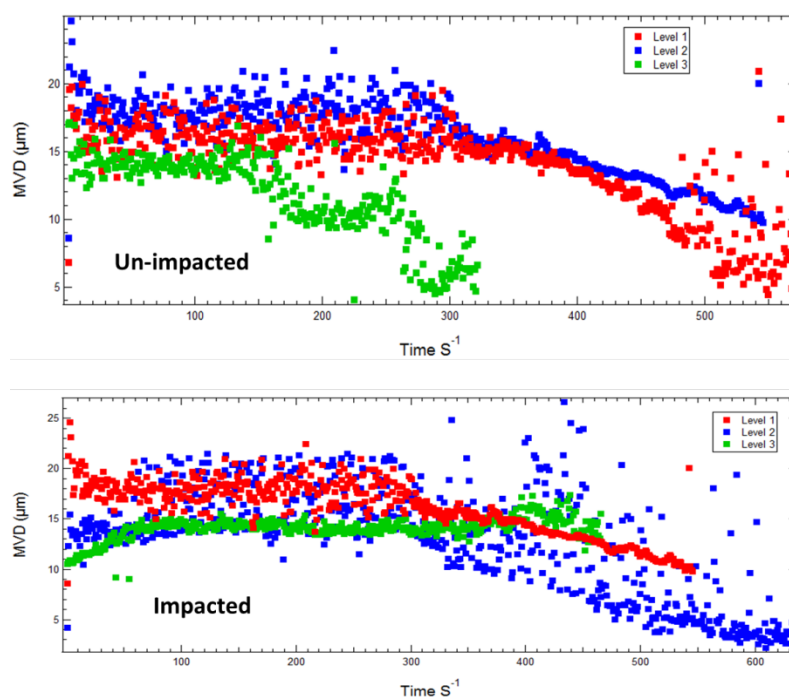 Level 1
Level 2
Level 3
20
15
10
5
MVD (µm)
Un-impacted
100
200
300
400
500
Time S-1
Level 1
Level 2
Level 3
25
20
15
10
5
MVD (µm)
Impacted
100
200
300
400
500
600
Time S-1